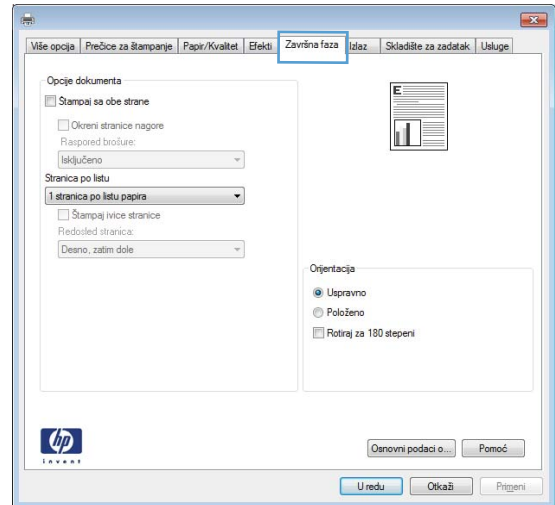 Više opcija Prečice za štampanje Papir/Kvalitet Efekti Završna faza Izlaz Skladište za zadatak Usluge
Opcije dokumenta
Štampaj sa obe strane
Okreni stranice nagore
Raspored brošure:
Isključeno
Stranica po listu
1 stranica po listu papira
Štampaj ivice stranice
Redosled stranica:
Desno, zatim dole
E
Orijentacija
Uspravno
Položeno
Rotiraj za 180 stepeni
hp
invent
Osnovni podaci o... Pomoć
U redu Otkaži Primeni